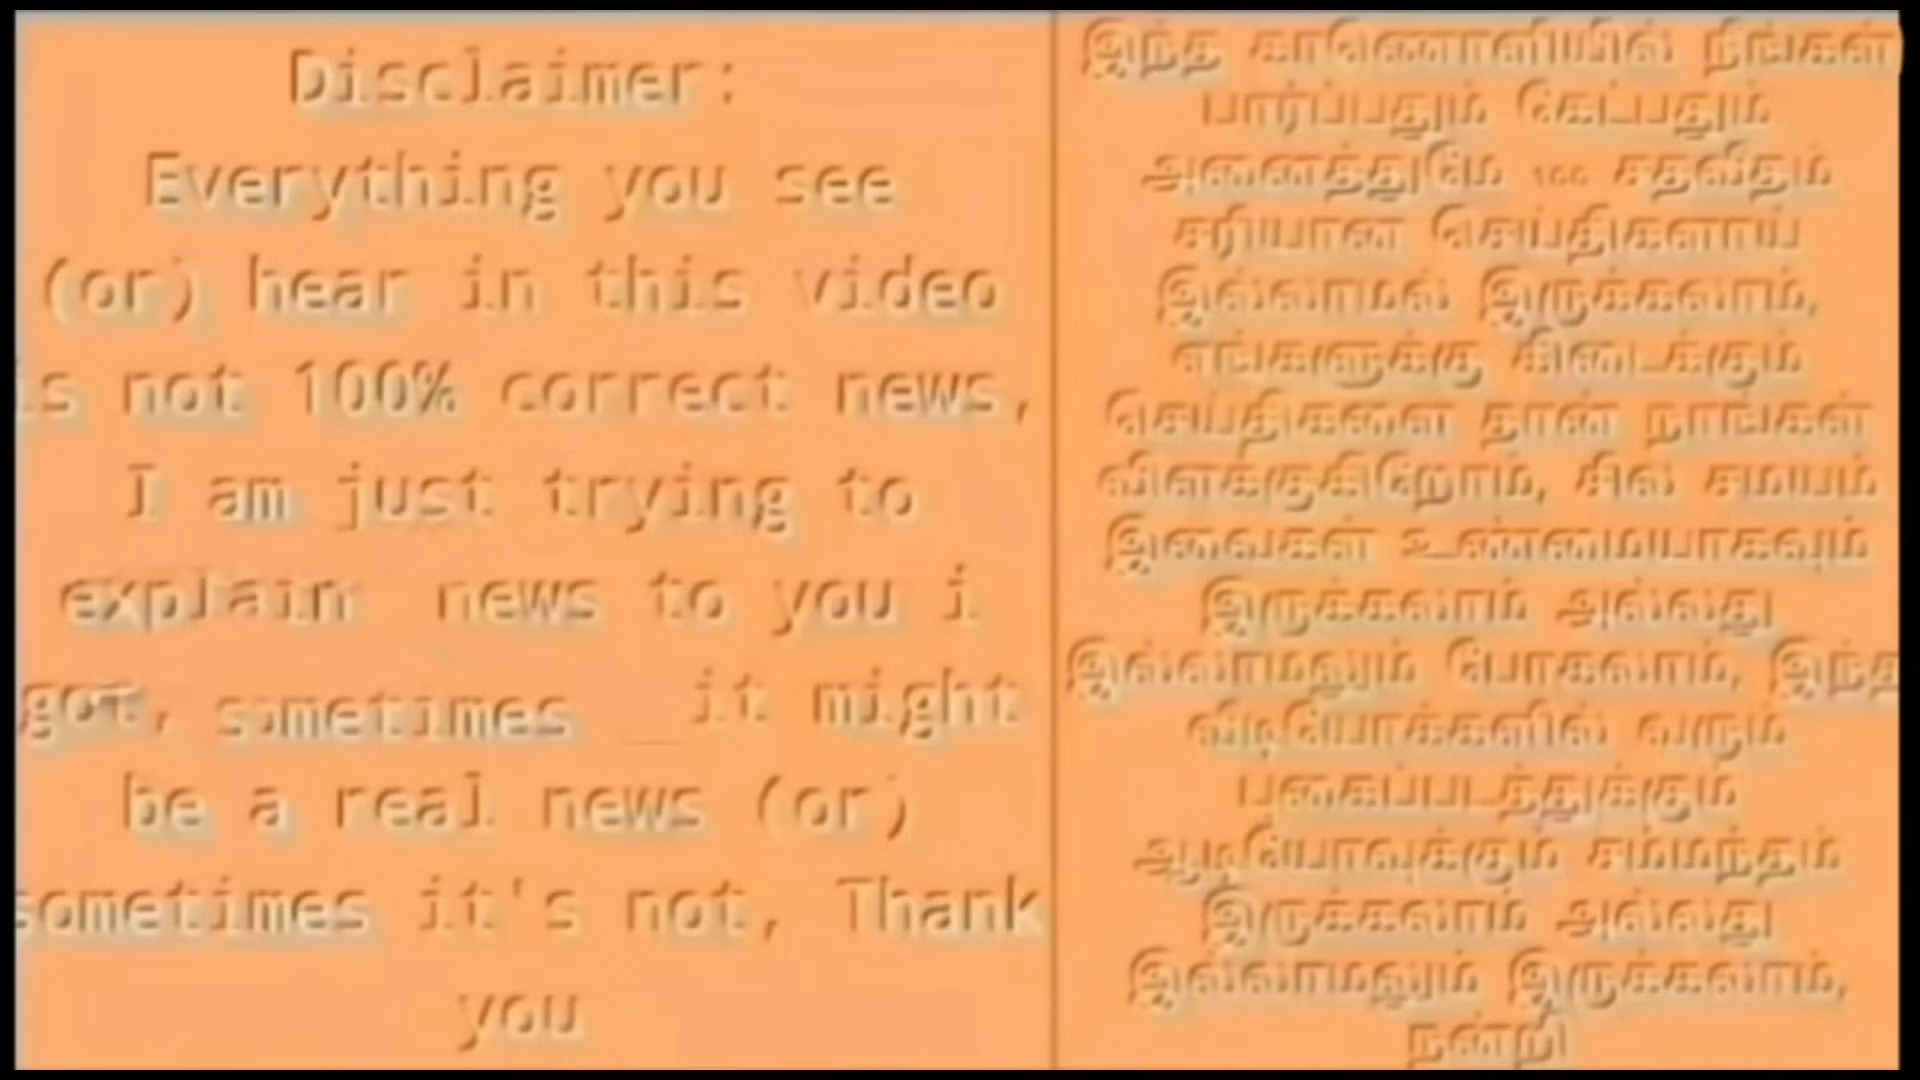 Disclaimer:
Everything you see
(or) hear in this video
is not 100% correct news,
I am just trying to
explain news to you i
got, sometimes _ it might
be a real news (or)
sometimes it's not, Thank
you
இந்த காணொளியில் நீங்கள்
பார்ப்பதும் கேட்பதும்
அனைத்துமே 100 சதவீதம்
சரியான செய்திகளாய்
இல்லாமல் இருக்கலாம்,
எங்களுக்கு கிடைக்கும்
செய்திகளை தான் நாங்கள்
விளக்குகிறோம், சில சமயம்
இவைகள் உண்மையாகவும்
இருக்கலாம் அல்லது
இல்லாமலும் போகலாம், இந்த
வீடியோக்களில் வரும்
புகைப்படத்துக்கும்
ஆடியோவுக்கும் சம்மந்தம்
இருக்கலாம் அல்லது
இல்லாமலும் இருக்கலாம்,
நன்றி